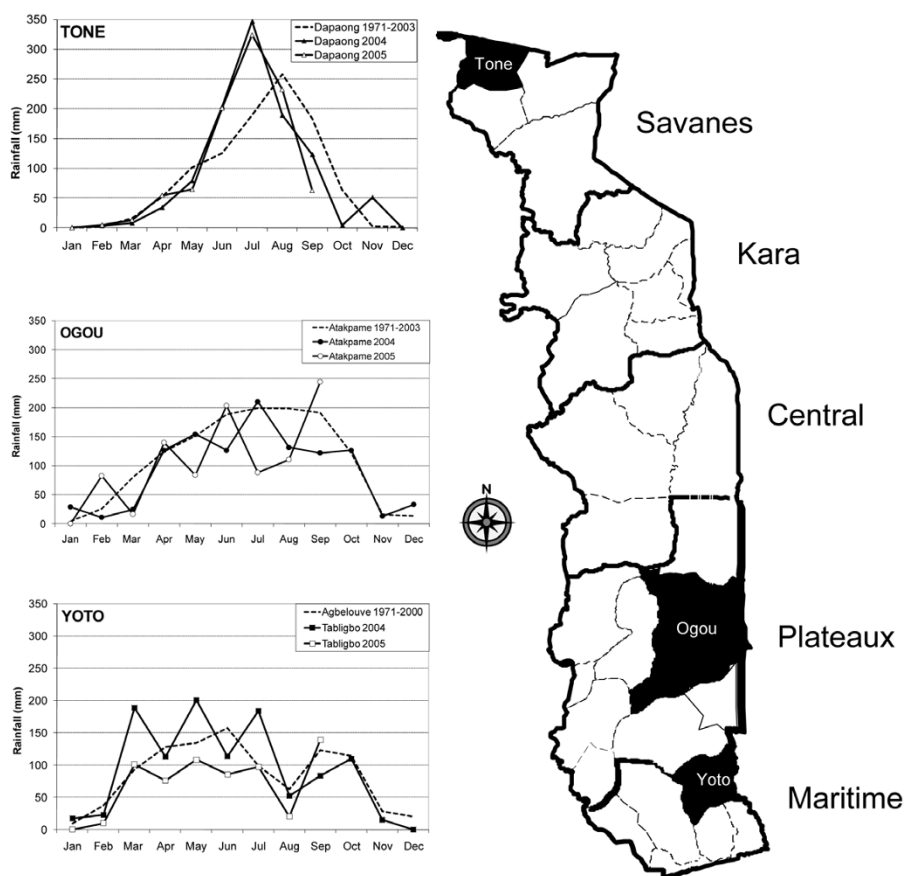 TONE
Dapaong 1971-2003
Dapaong 2004
Dapaong 2005
Rainfall (mm)
350
300
250
200
150
100
50
0
Jan Feb Mar Apr May Jun Jul Aug Sep Oct Nov Dec
OGOU
Atakpame 1971-2003
Atakpame 2004
Atakpame 2005
Rainfall (mm)
350
300
250
200
150
100
50
0
Jan Feb Mar Apr May Jun Jul Aug Sep Oct Nov Dec
YOTO
Agbelouve 1971-2000
Tabligbo 2004
Tabligbo 2005
Rainfall (mm)
350
300
250
200
150
100
50
0
Jan Feb Mar Apr May Jun Jul Aug Sep Oct Nov Dec
Tone
Savanes
Kara
Central
N
Ogou
Plateaux
Yoto
Maritime